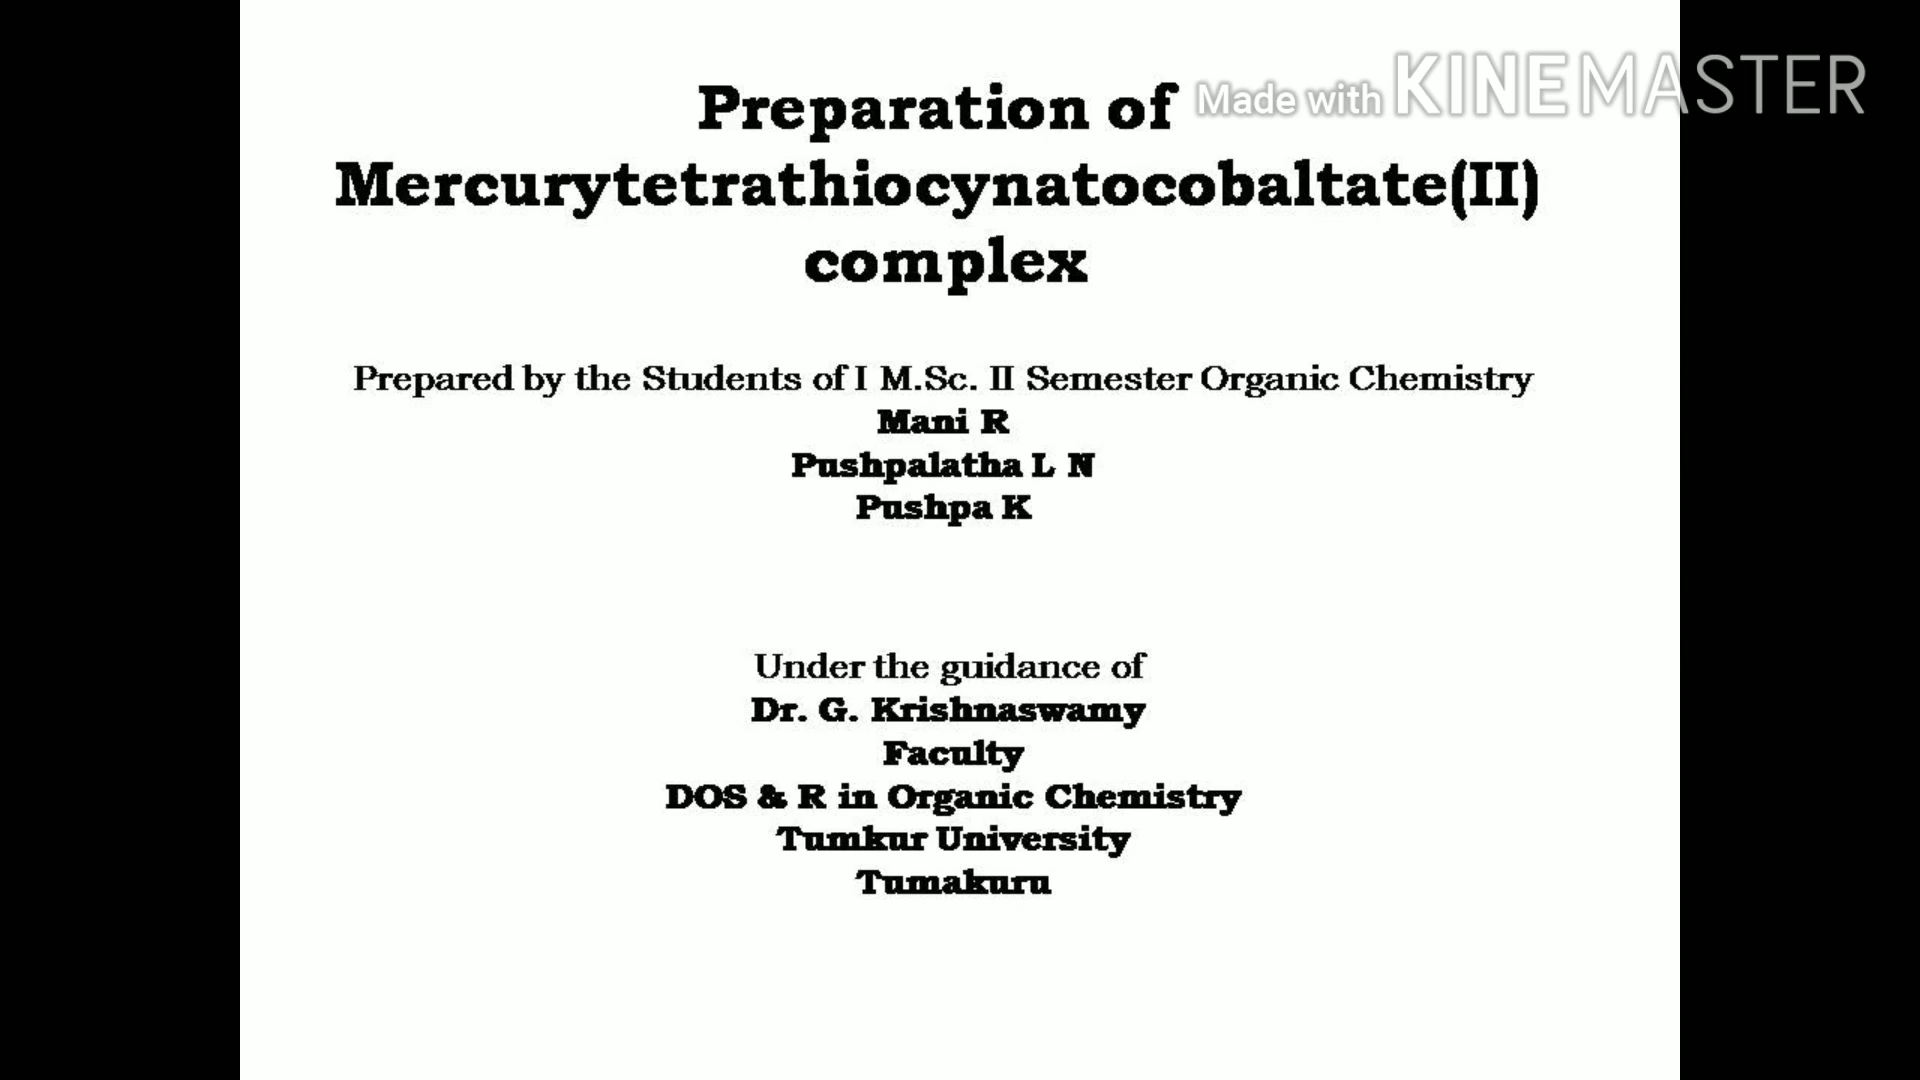 Preparation of
Made with KINEMASTER
Mercurytetrathiocynatocobaltate(II)
complex
Prepared by the Students of I M.Sc. II Semester Organic Chemistry
Mani R
Pushpalatha L N
Pushpa K
Under the guidance of
Dr. G. Krishnaswamy
Faculty
DOS & R in Organic Chemistry
Tumkur University
Tumakuru